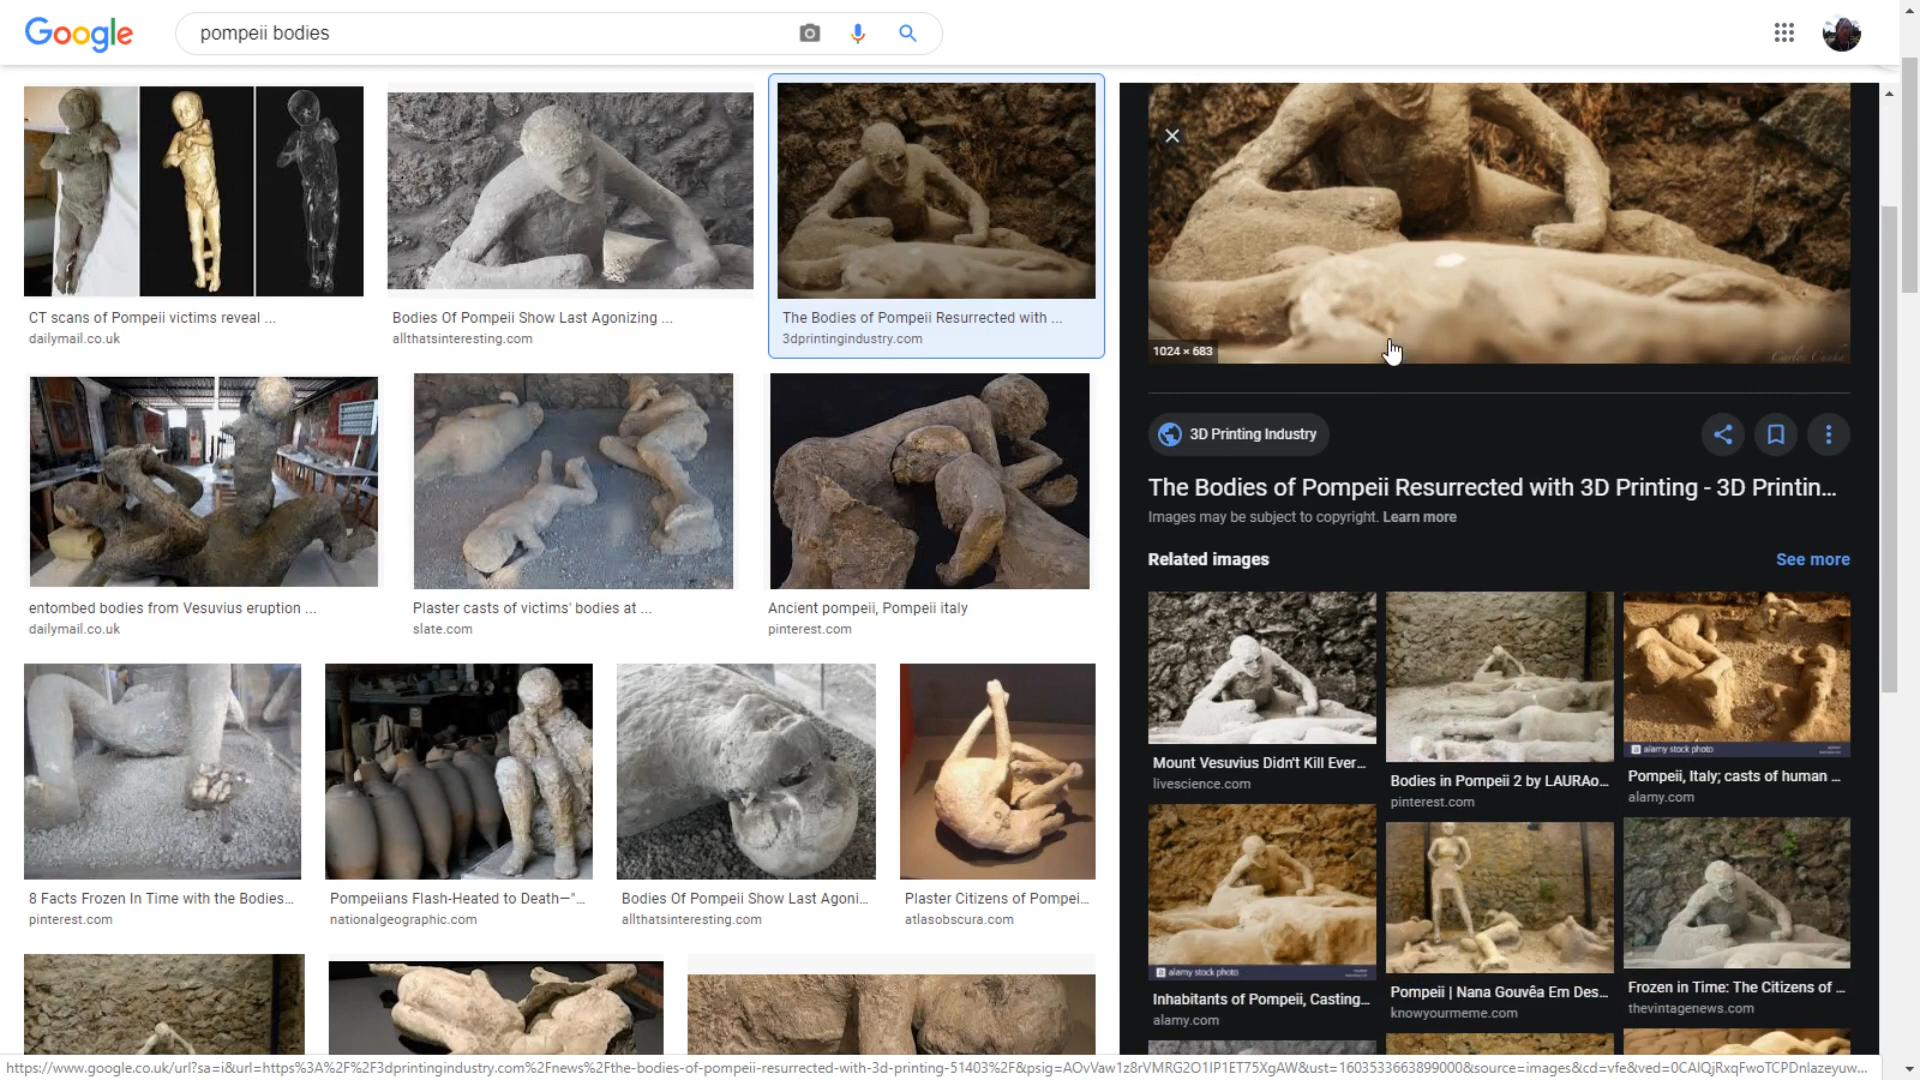 Google
pompeii bodies
CT scans of Pompeii victims reveal ...
dailymail.co.uk
Bodies Of Pompeii Show Last Agonizing ...
allthatsinteresting.com
The Bodies of Pompeii Resurrected with ...
3dprintingindustry.com
entombed bodies from Vesuvius eruption ...
dailymail.co.uk
Plaster casts of victims' bodies at ...
slate.com
Ancient pompeii, Pompeii italy
pinterest.com
8 Facts Frozen In Time with the Bodies...
pinterest.com
Pompeiians Flash-Heated to Death—"...
nationalgeographic.com
Bodies Of Pompeii Show Last Agoni...
allthatsinteresting.com
Plaster Citizens of Pompei...
atlasobscura.com
1024 × 683
Carlos Cunha
3D Printing Industry
The Bodies of Pompeii Resurrected with 3D Printing - 3D Printin...
Images may be subject to copyright. Learn more
Related images
See more
Mount Vesuvius Didn't Kill Ever...
livescience.com
Bodies in Pompeii 2 by LAURAo...
pinterest.com
a alamy stock photo
Pompeii, Italy; casts of human ...
alamy.com
a alamy stock photo
Inhabitants of Pompeii, Casting...
alamy.com
Pompeii | Nana Gouvêa Em Des...
knowyourmeme.com
Frozen in Time: The Citizens of ...
thevintagenews.com
https://www.google.co.uk/url?sa=i&url=https%3A%2F%2F3dprintingindustry.com%2Fnews%2Fthe-bodies-of-pompeii-resurrected-with-3d-printing-51403%2F&psig=AOvVaw1z8rVMRG2O1IP1ET75XgAW&ust=1603533663899000&source=images&cd=vfe&ved=0CAIQjRxqFwoTCPDnlazeyuw...